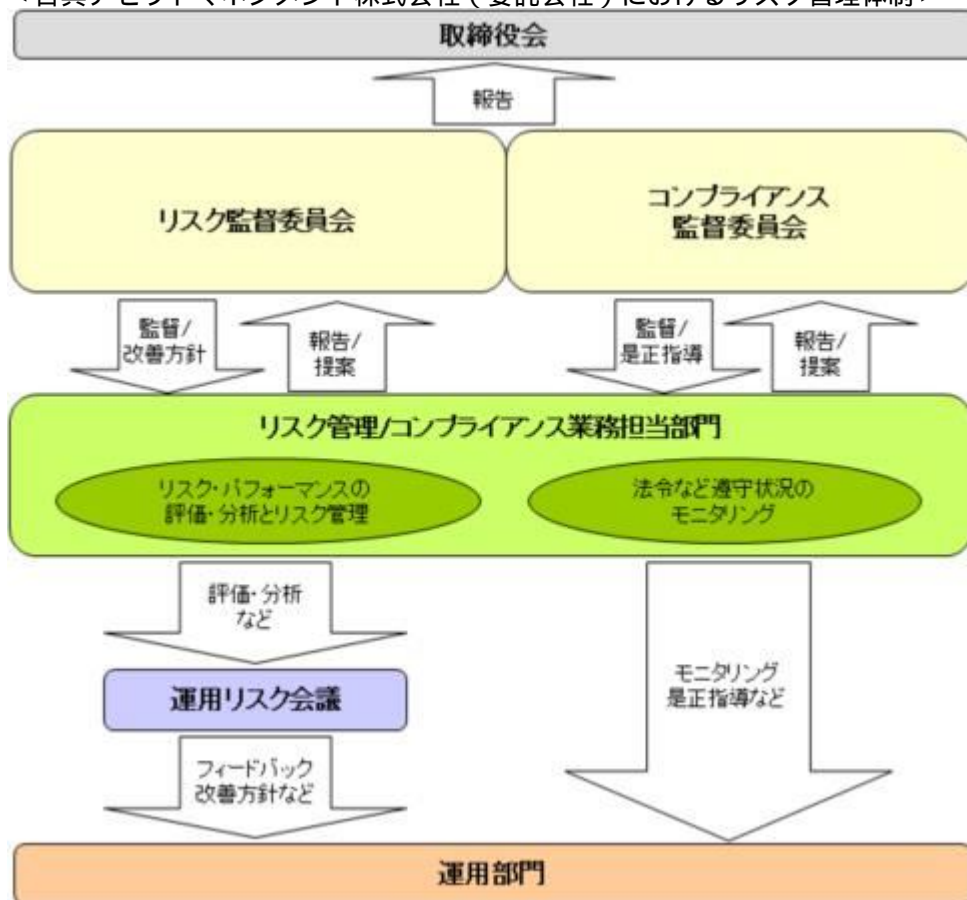 取締役会
報告
リスク監督委員会
コンプライアンス
監督委員会
監督/
改善方針
報告/
提案
監督/
是正指導
報告/
提案
リスク管理/コンプライアンス業務担当部門
リスク・パフォーマンスの
評価・分析とリスク管理
法令など遵守状況の
モニタリング
評価・分析
など
運用リスク会議
モニタリング
是正指導など
フィードバック
改善方針など
運用部門